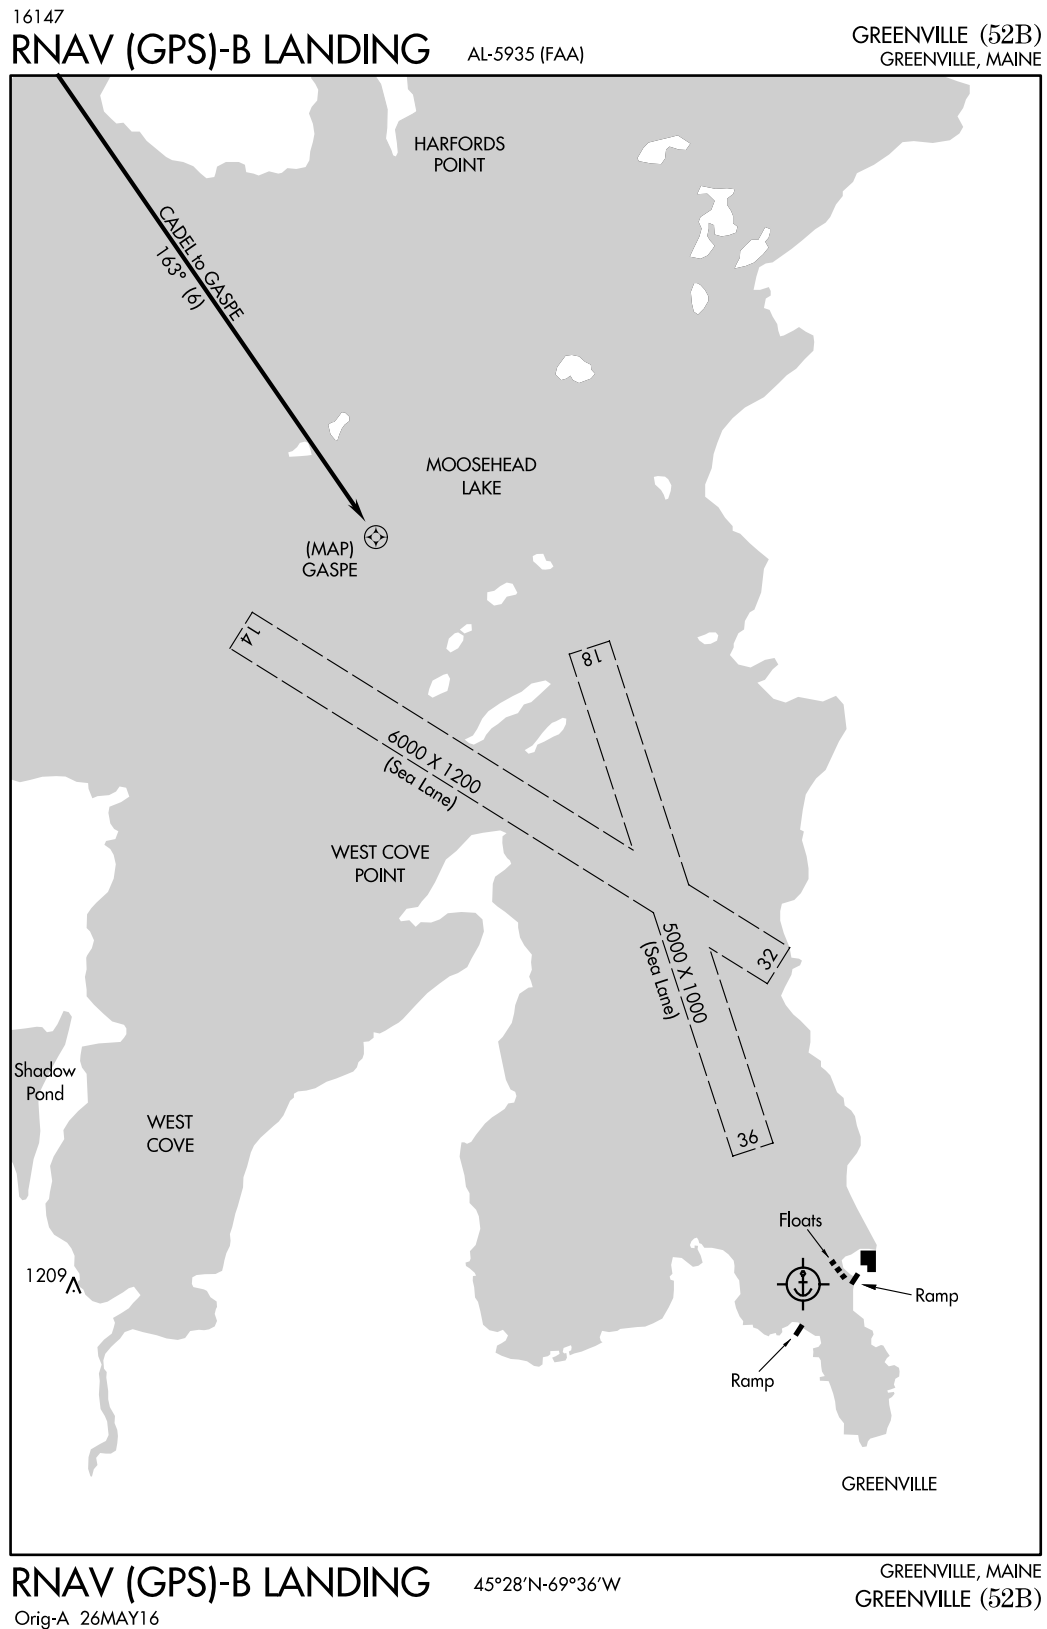 16147
RNAV (GPS)-B LANDING
AL-5935 (FAA)
GREENVILLE (52B)
GREENVILLE, MAINE
HARFORDS
POINT
CADEL to GASPE
163° (6)
MOOSEHEAD
LAKE
(MAP)
GASPE
14
18
6000 X 1200
(Sea Lane)
WEST COVE
POINT
5000 X 1000
(Sea Lane)
32
Shadow
Pond
WEST
COVE
36
Floats
1209
Ramp
Ramp
GREENVILLE
RNAV (GPS)-B LANDING
45°28'N-69°36'W
GREENVILLE, MAINE
GREENVILLE (52B)
Orig-A 26MAY16